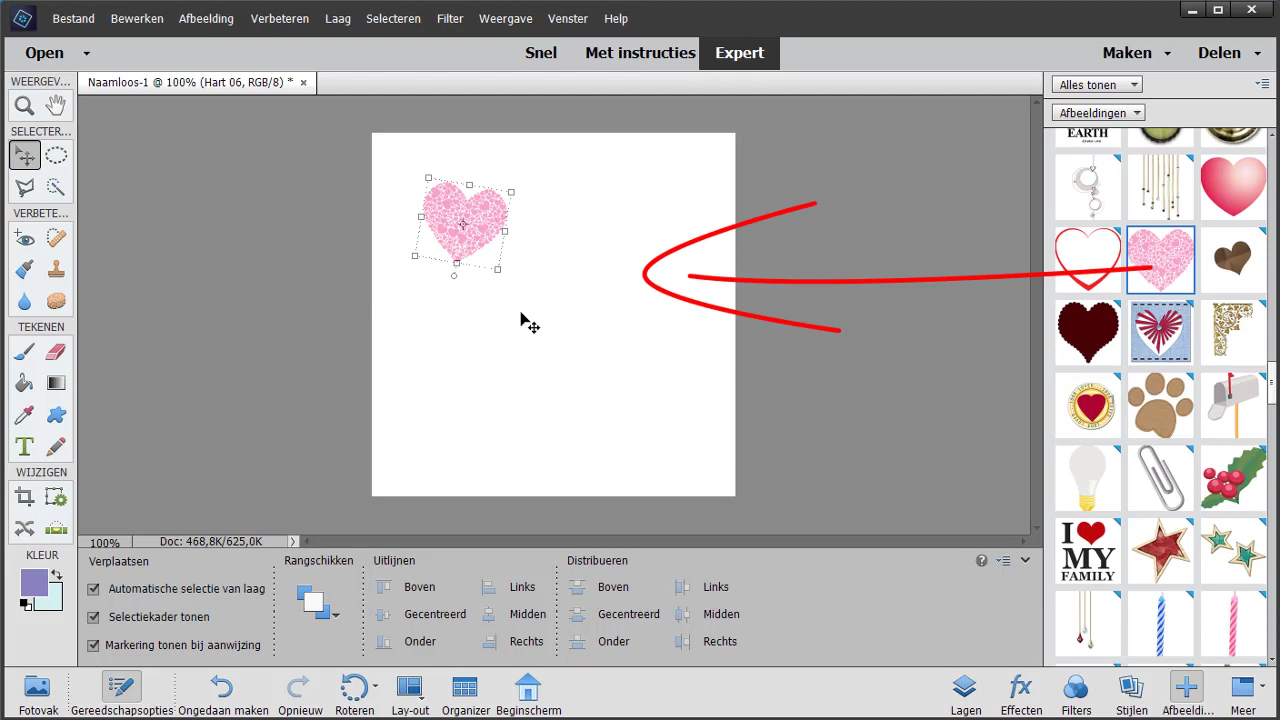 Bestand Bewerken Afbeelding Verbeteren Laag Selecteren Filter Weergave Venster Help
Open Snel Met instructies Expert Maken Delen
WEERGEV... Naamloos-1 @ 100% (Hart 06, RGB/8) * × Alles tonen
Afbeeldingen
SELECTER...
EARTH
VERBETE...
TEKENEN
WIJZIGEN
I
MY
FAMILY
KLEUR
100% Doc: 468,8K/625,0K
Verplaatsen Rangschikken Uitlijnen Distribueren
Automatische selectie van laag Boven Links Boven Links
Selectiekader tonen Gecentreerd Midden Gecentreerd Midden
Markering tonen bij aanwijzing Onder Rechts Onder Rechts
Fotovak Gereedschapsopties Ongedaan maken Opnieuw Roteren Lay-out Organizer Beginscherm Lagen Effecten Filters Stijlen Afbeeldi... Meer